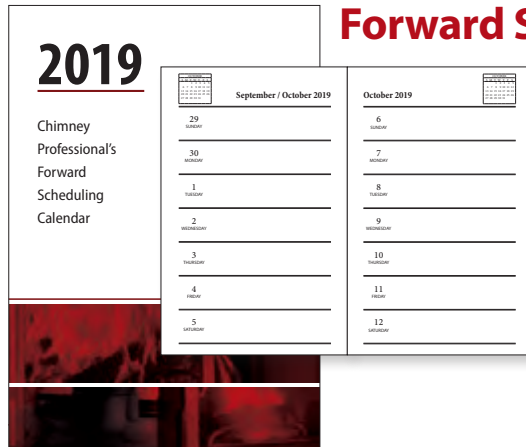 Forward S
2019
Chimney
Professional's
Forward
Scheduling
Calendar
September / October 2019
29
SUNDAY
30
MONDAY
1
TUESDAY
2
WEDNESDAY
3
THURSDAY
4
FRIDAY
5
SATURDAY
October 2019
6
SUNDAY
7
MONDAY
8
TUESDAY
9
WEDNESDAY
10
THURSDAY
11
FRIDAY
12
SATURDAY